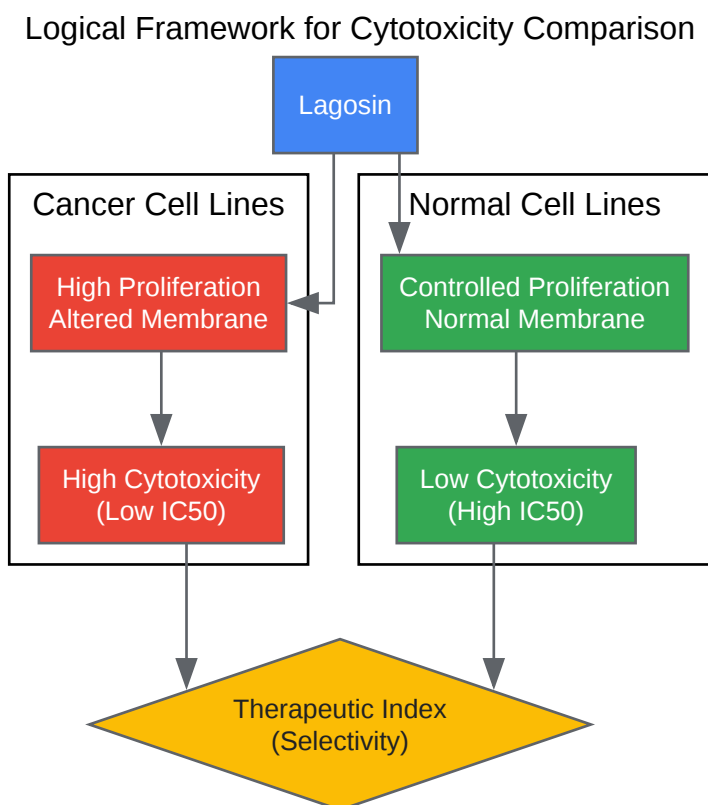 Logical Framework for Cytotoxicity Comparison
Lagosin
Cancer Cell Lines
High Proliferation
Altered Membrane
High Cytotoxicity
(Low IC50)
Normal Cell Lines
Controlled Proliferation
Normal Membrane
Low Cytotoxicity
(High IC50)
Therapeutic Index
(Selectivity)